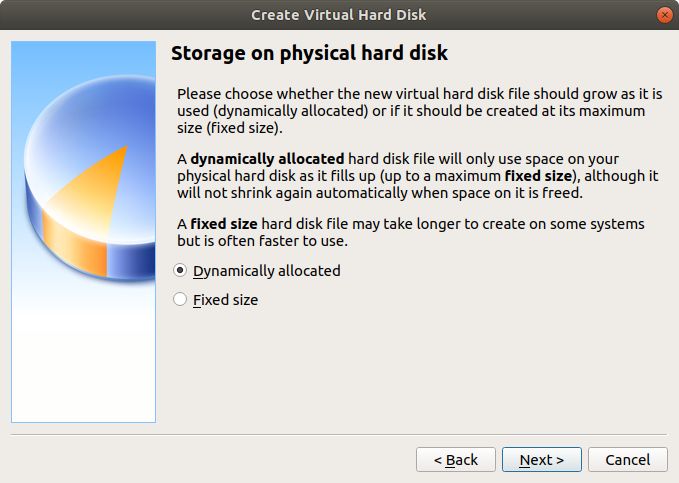 Create Virtual Hard Disk
Storage on physical hard disk
Please choose whether the new virtual hard disk file should grow as it is
used (dynamically allocated) or if it should be created at its maximum
size (fixed size).
A dynamically allocated hard disk file will only use space on your
physical hard disk as it fills up (up to a maximum fixed size), although it
will not shrink again automatically when space on it is freed.
A fixed size hard disk file may take longer to create on some systems
but is often faster to use.
Dynamically allocated
Fixed size
< Back Next > Cancel